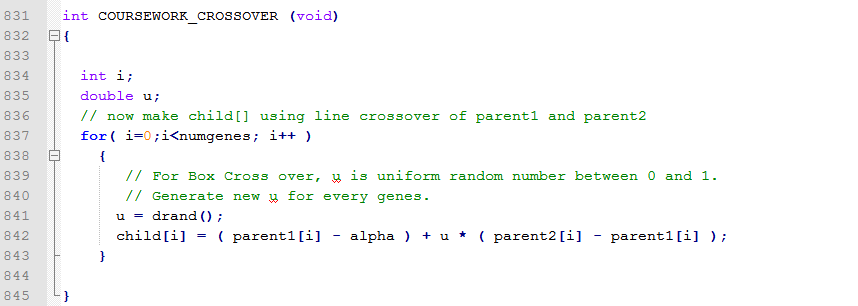 831 int COURSEWORK_CROSSOVER (void)
832 {
833
834 int i;
835 double u;
836 // now make child[] using line crossover of parent1 and parent2
837 for( i=0;i<numgenes; i++ )
838 {
839 // For Box Cross over, u is uniform random number between 0 and 1.
840 // Generate new u for every genes.
841 u = drand();
842 child[i] = ( parent1[i] - alpha ) + u * ( parent2[i] - parent1[i] );
843 }
844
845 }